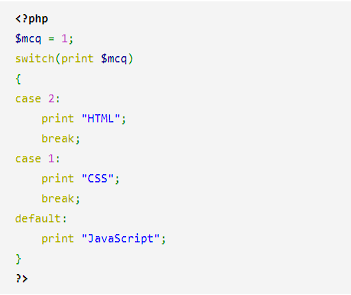 <?php
$mcq = 1;
switch(print $mcq)
{
case 2:
    print "HTML";
    break;
case 1:
    print "CSS";
    break;
default:
    print "JavaScript";
}
?>